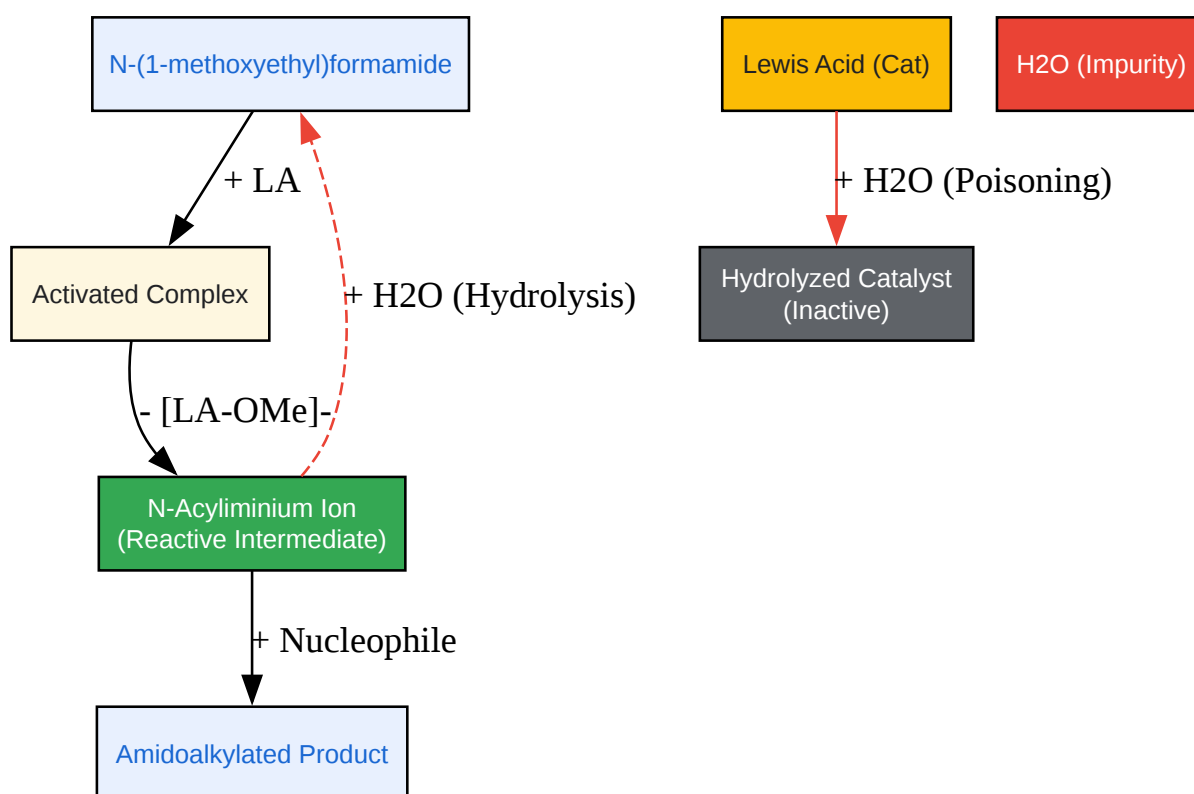 N-(1-methoxyethyl)formamide
Lewis Acid (Cat)
H2O (Impurity)
+ LA
+ H2O (Poisoning)
Activated Complex
+ H2O (Hydrolysis)
Hydrolyzed Catalyst
(Inactive)
- [LA-OMe]-
N-Acyliminium Ion
(Reactive Intermediate)
+ Nucleophile
Amidoalkylated Product